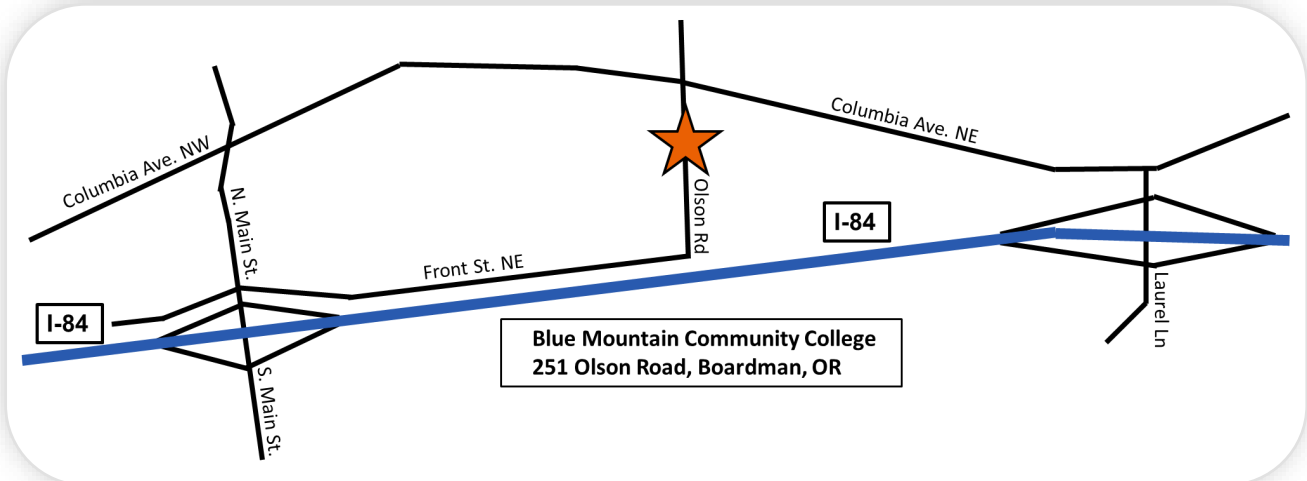 Columbia Ave. NW
N. Main St.
I-84
S. Main St.
Front St. NE
Olson Rd
Columbia Ave. NE
I-84
Laurel Ln
Blue Mountain Community College
251 Olson Road, Boardman, OR